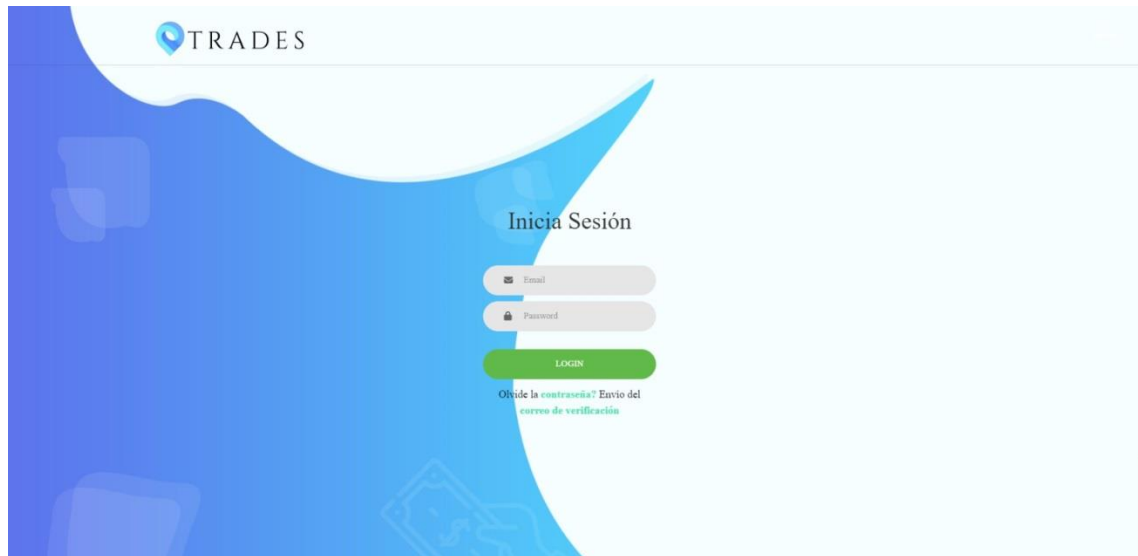 TRADES
Inicia Sesión
Email
Password
LOGIN
Olvide la contraseña? Envio del
correo de verificación